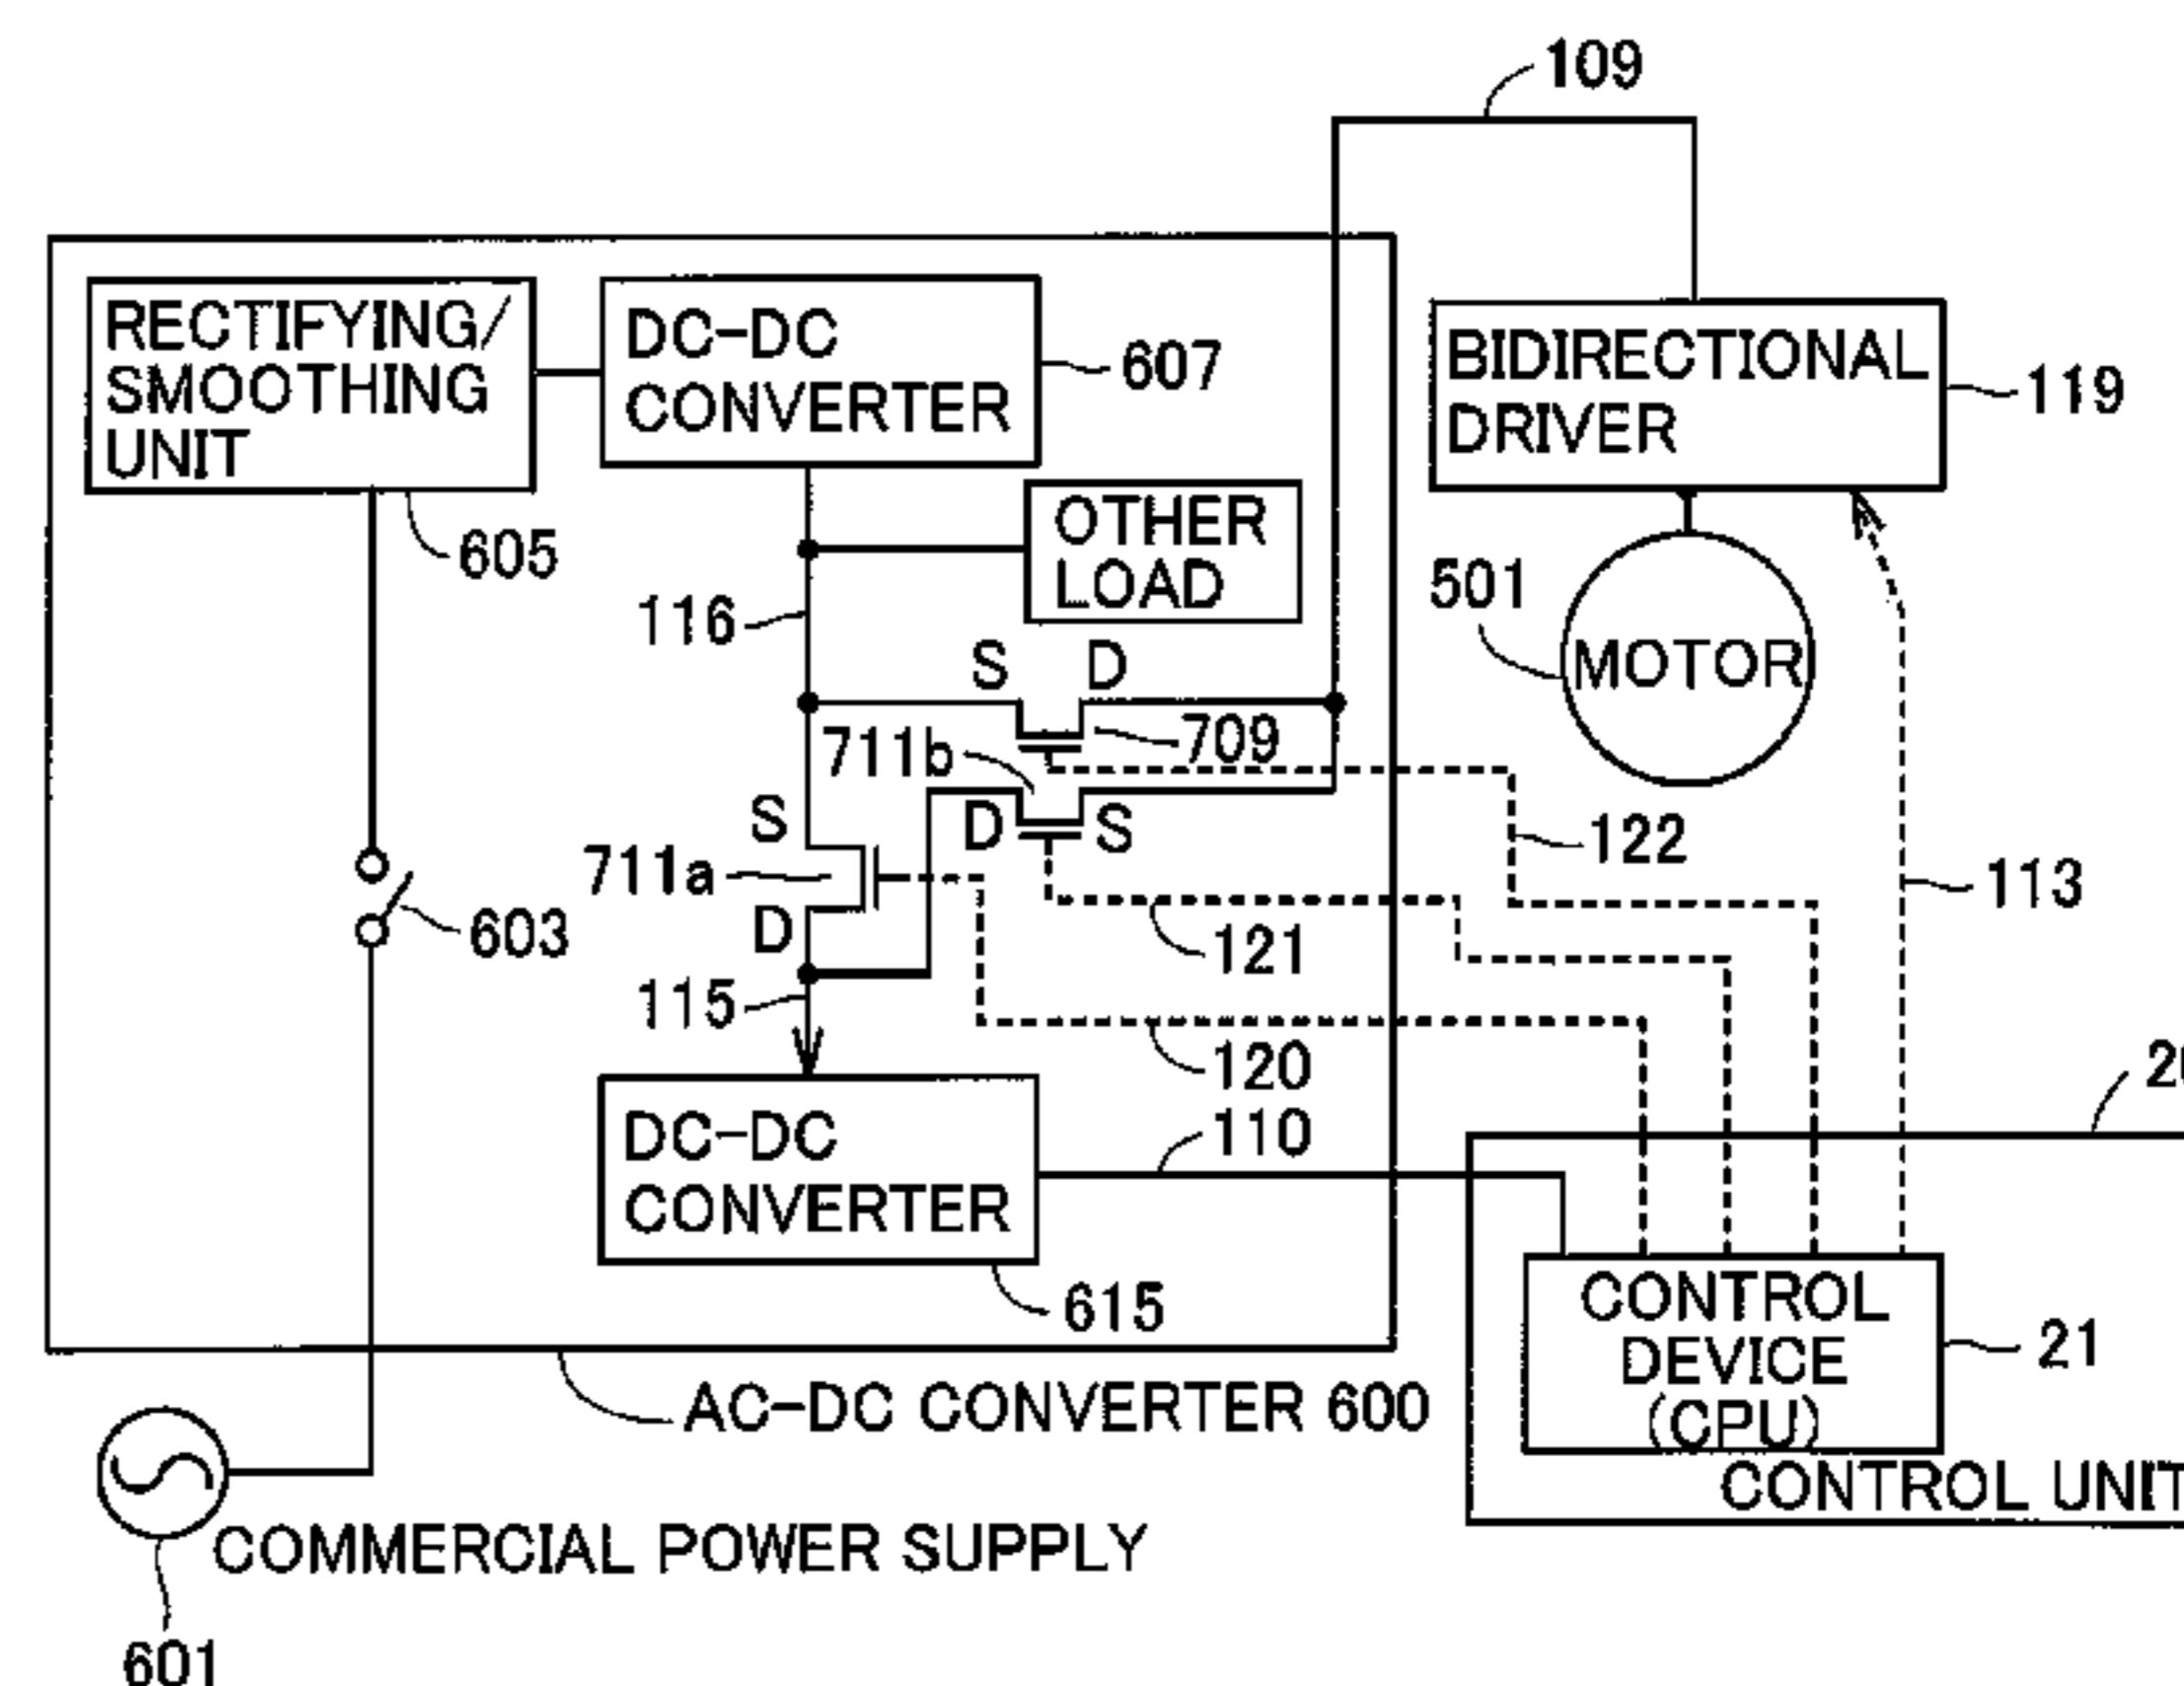 109
RECTIFYING/
SMOOTHING
UNIT
DC-DC
CONVERTER
607
BIDIRECTIONAL
DRIVER
119
605
OTHER
LOAD
116
501
MOTOR
S D
709
711b
S
D S
711a
122
113
D
603
121
115
120
110
DC-DC
CONVERTER
615
CONTROL
DEVICE
(CPU)
21
AC-DC CONVERTER 600
CONTROL UNIT
COMMERCIAL POWER SUPPLY
601